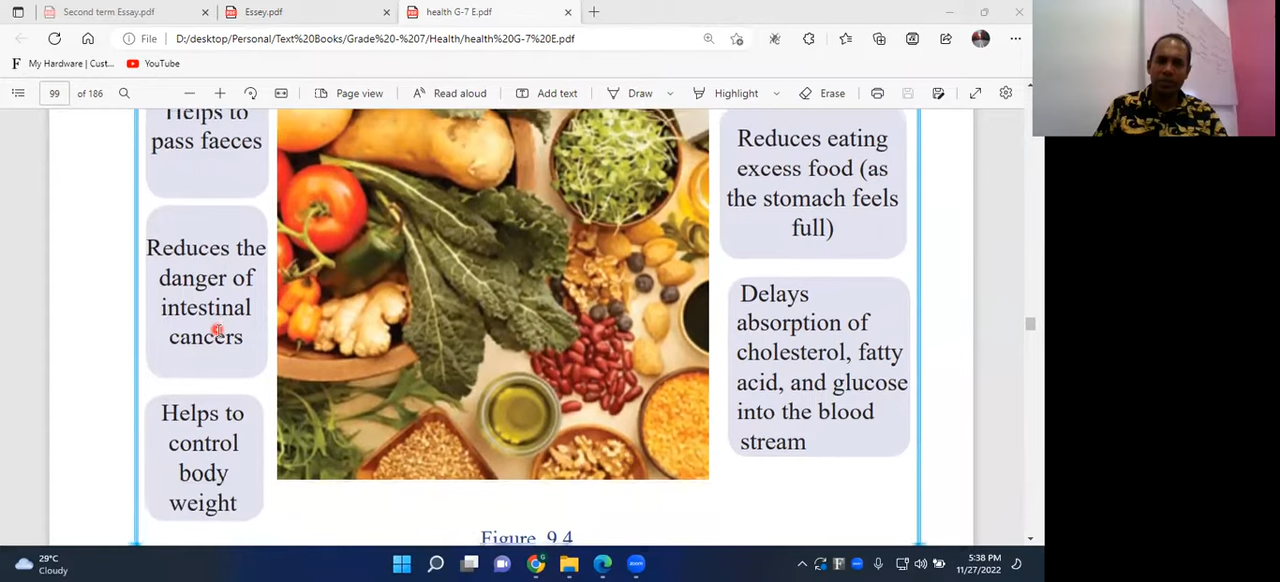 Second term Essay.pdf
Essey.pdf
health G-7 E.pdf
File
D:/desktop/Personal/Text%20Books/Grade%20-%207/Health/health%20G-7%20E.pdf
My Hardware | Cust...
YouTube
99 of 186
Page view
Read aloud
Add text
Draw
Highlight
Erase
Helps to
pass faeces
Reduces the
danger of
intestinal
cancers
Helps to
control
body
weight
Reduces eating
excess food (as
the stomach feels
full)
Delays
absorption of
cholesterol, fatty
acid, and glucose
into the blood
stream
Figure 9.4
29°C
Cloudy
5:38 PM
11/27/2022